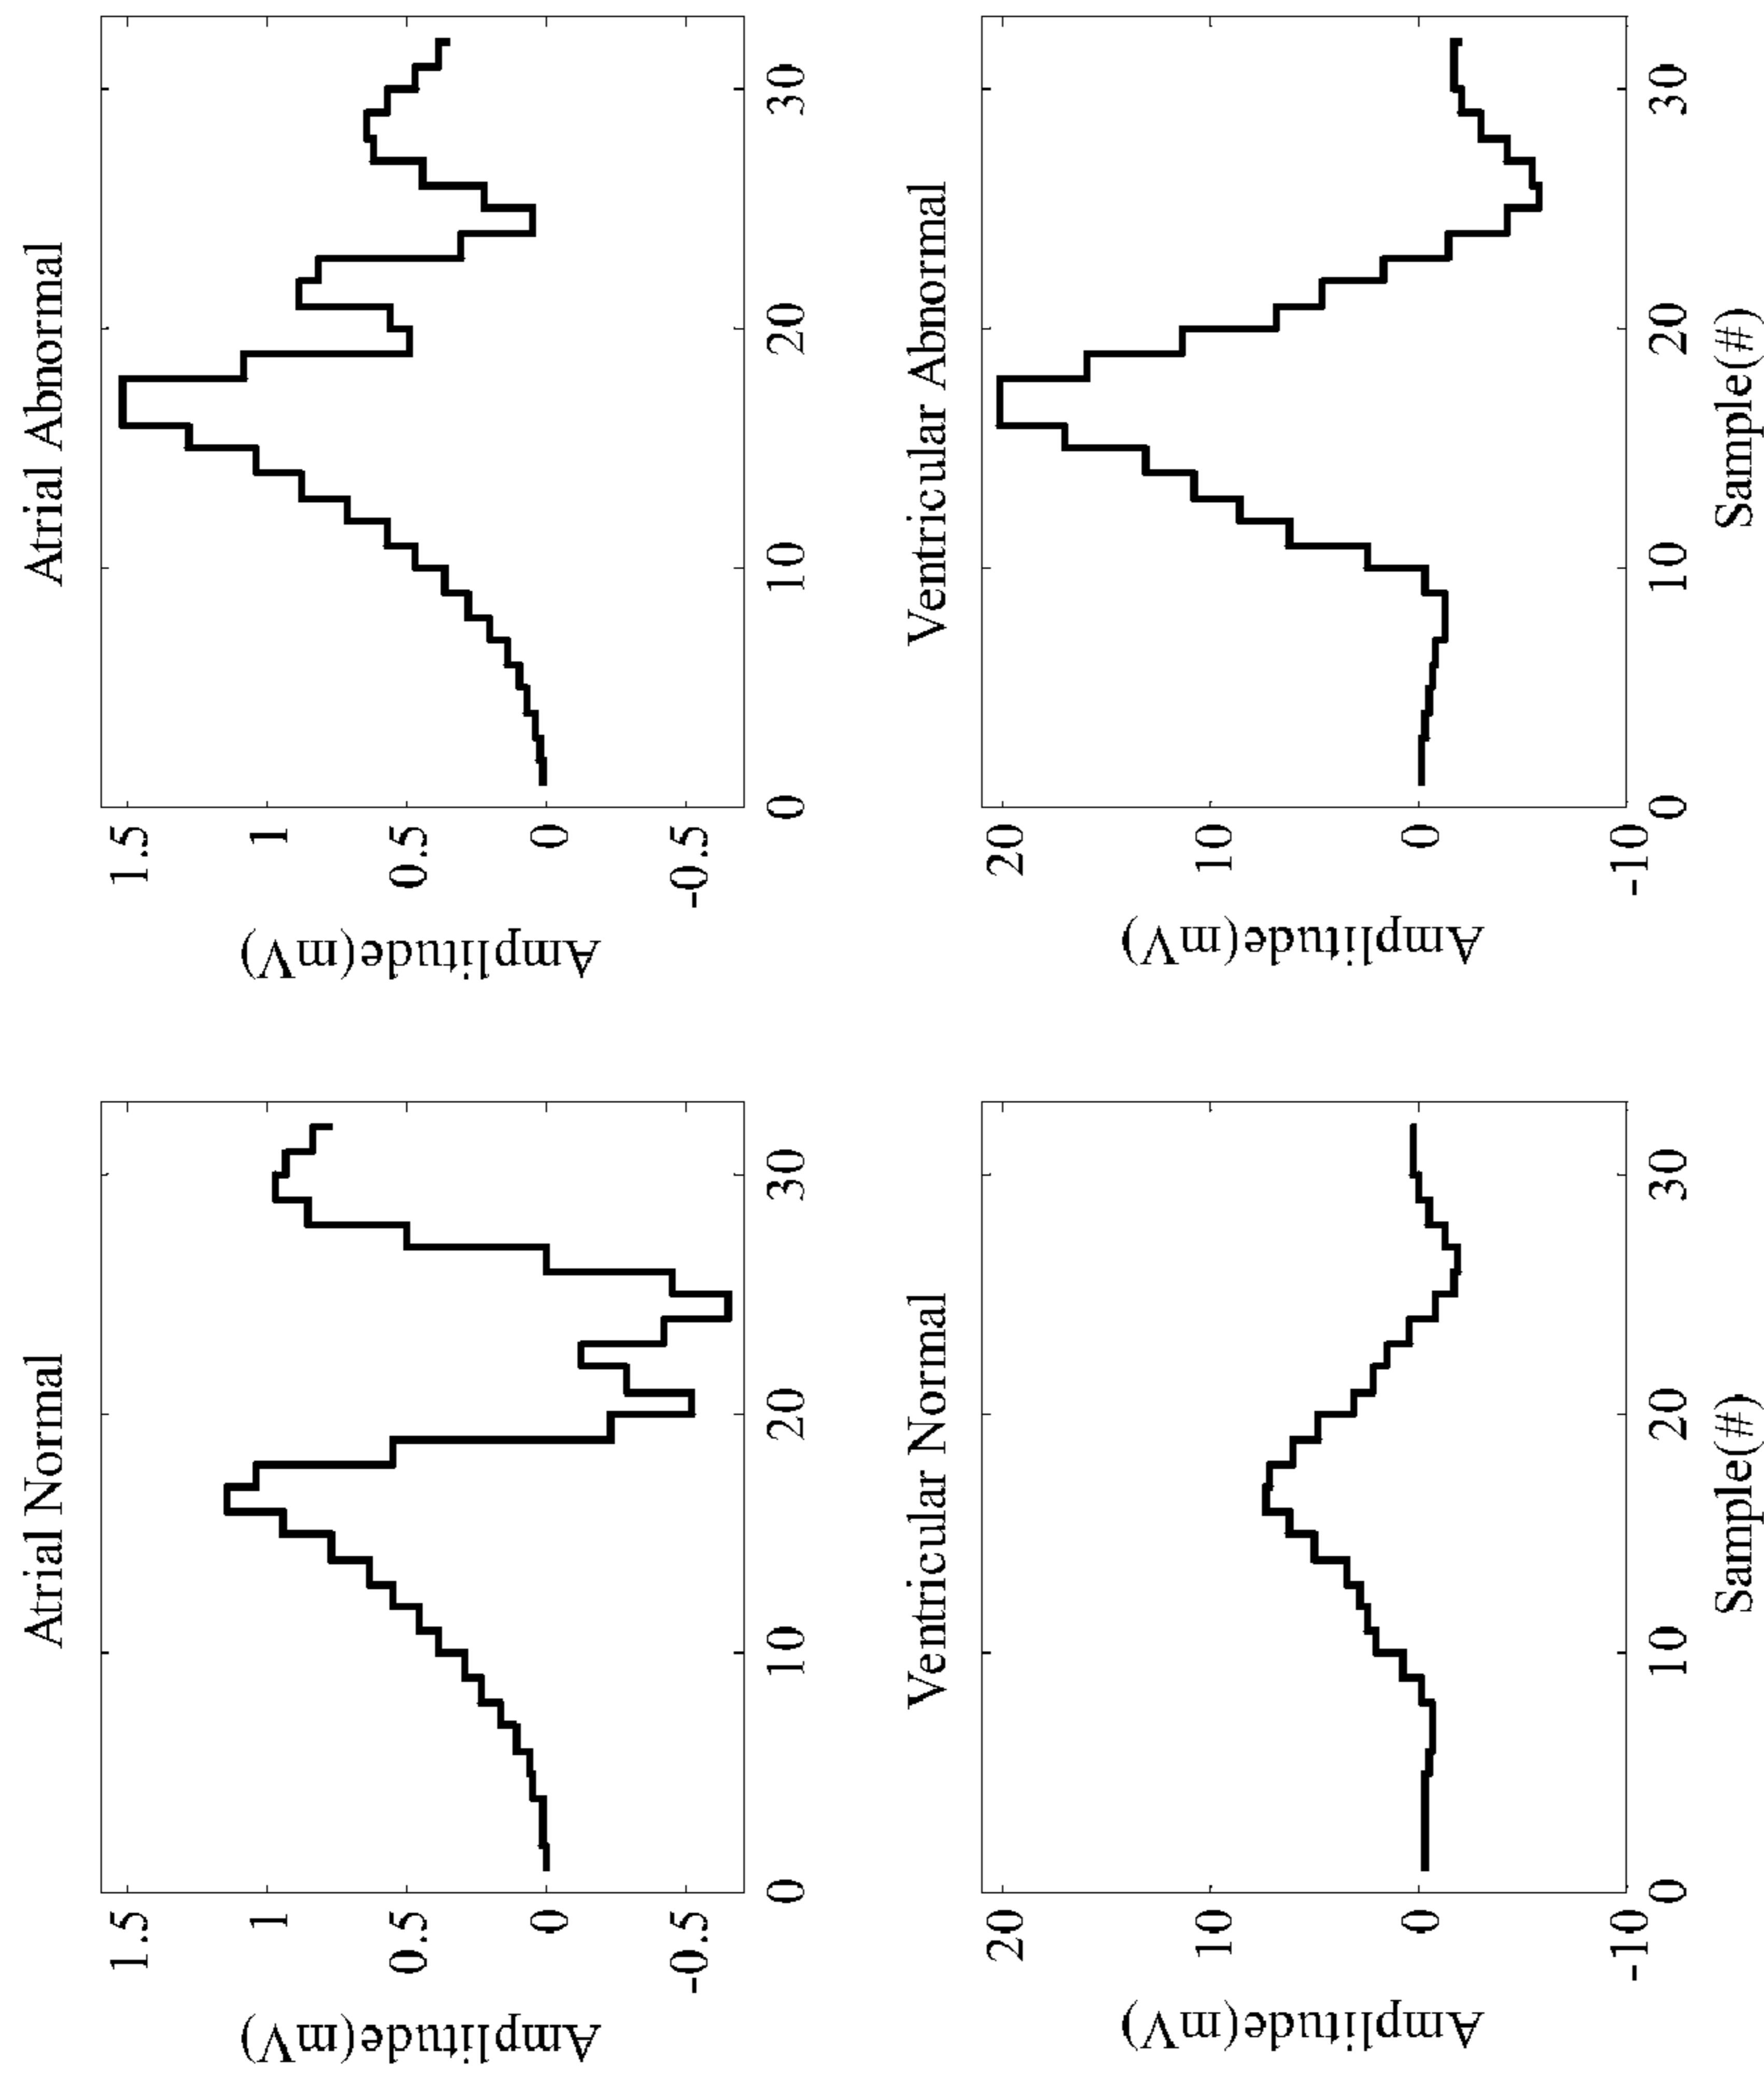 Atrial Normal
Amplitude(mV)
1.5
1
0.5
0
-0.5
0 10 20 30
Atrial Abnormal
Amplitude(mV)
1.5
1
0.5
0
-0.5
0 10 20 30
Ventricular Normal
Amplitude(mV)
20
10
0
-10
0 10 20 30
Sample(#)
Ventricular Abnormal
Amplitude(mV)
20
10
0
-10
0 10 20 30
Sample(#)